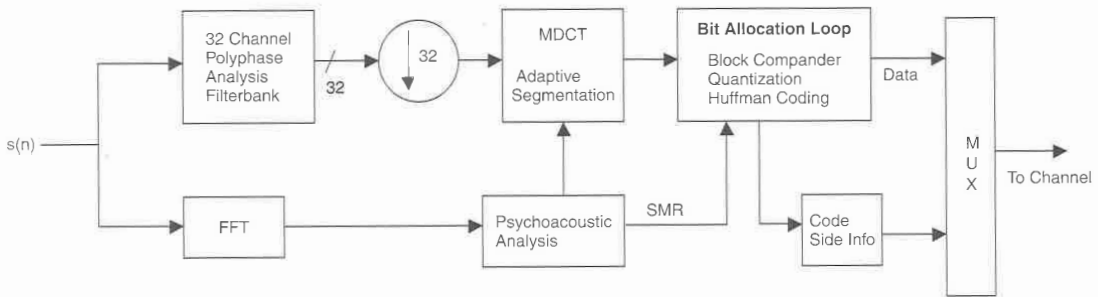 32 Channel
Polyphase
Analysis
Filterbank
32
32
MDCT
Adaptive
Segmentation
Bit Allocation Loop
Block Compander
Quantization
Huffman Coding
Data
s(n)
M
U
X
To Channel
FFT
Psychoacoustic
Analysis
SMR
Code
Side Info